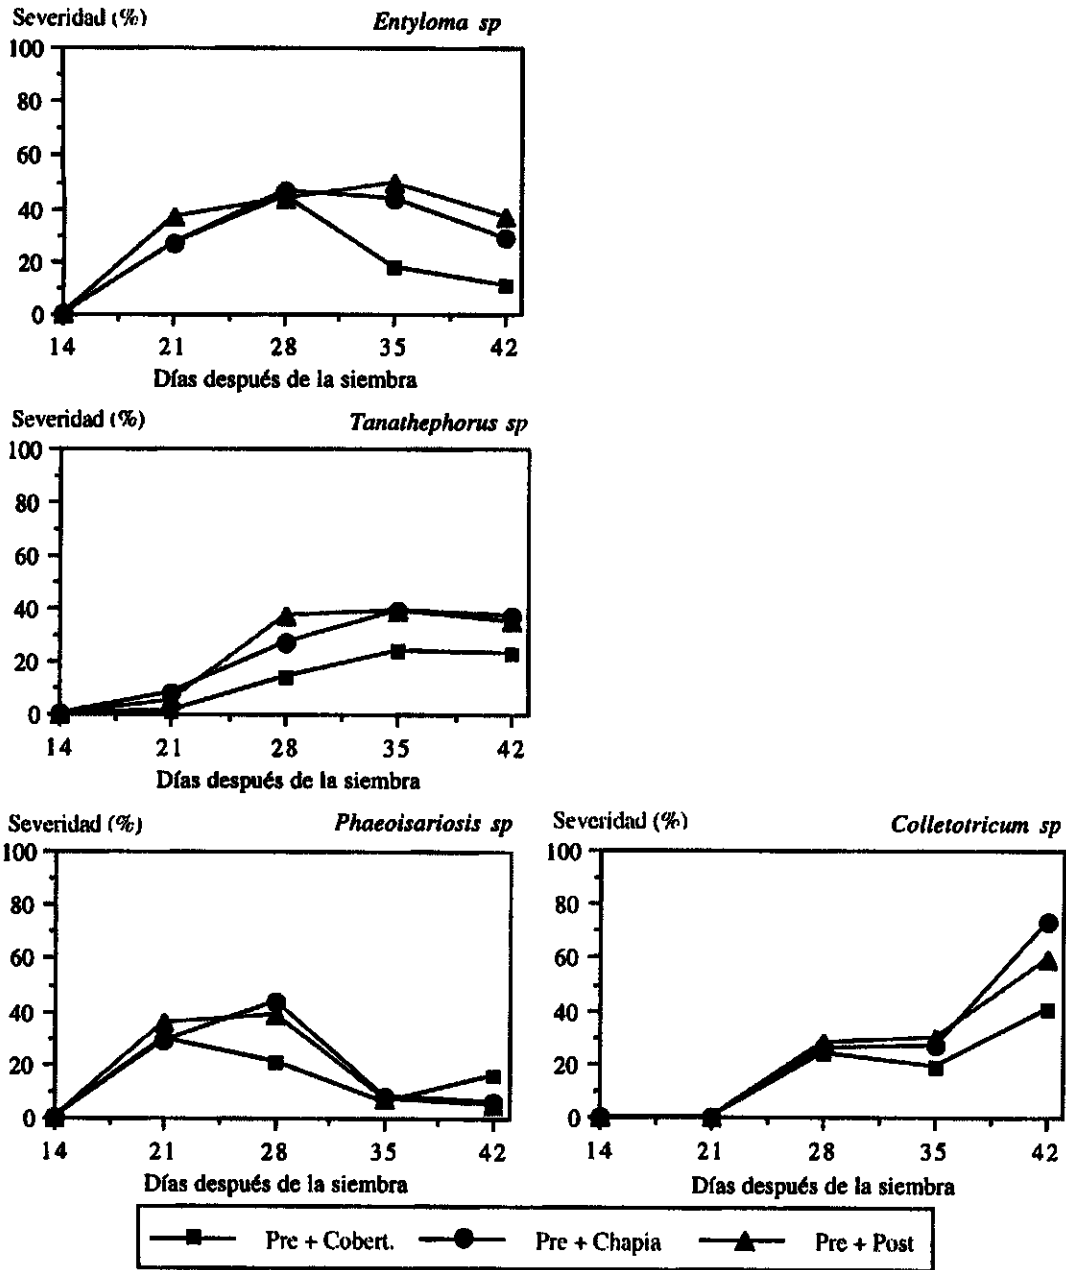 Severidad (%) Entyloma sp
100
80
60
40
20
0
14 21 28 35 42
Días después de la siembra
Severidad (%) Tanathephorus sp
100
80
60
40
20
0
14 21 28 35 42
Días después de la siembra
Severidad (%) Phaeoisariosis sp
100
80
60
40
20
0
14 21 28 35 42
Días después de la siembra
Severidad (%) Colletotricum sp
100
80
60
40
20
0
14 21 28 35 42
Días después de la siembra
Pre + Cobert. Pre + Chapia Pre + Post